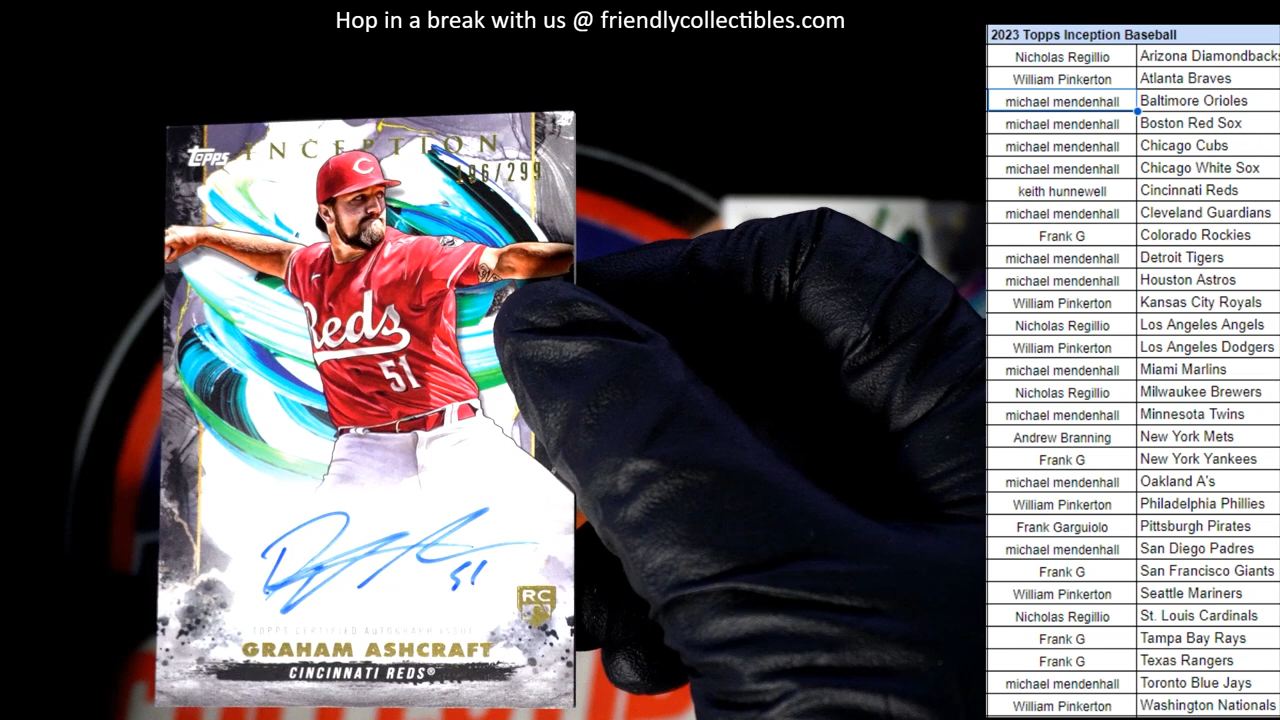 Hop in a break with us @ friendlycollectibles.com
topps
INCEPTION
/299
Reds
51
51
RC
TOPPS CERTIFIED AUTOGRAPH ISSUE
GRAHAM ASHCRAFT
CINCINNATI REDS®
2023 Topps Inception Baseball
Nicholas Regillio Arizona Diamondbacks
William Pinkerton Atlanta Braves
michael mendenhall Baltimore Orioles
michael mendenhall Boston Red Sox
michael mendenhall Chicago Cubs
michael mendenhall Chicago White Sox
keith hunnewell Cincinnati Reds
michael mendenhall Cleveland Guardians
Frank G Colorado Rockies
michael mendenhall Detroit Tigers
michael mendenhall Houston Astros
William Pinkerton Kansas City Royals
Nicholas Regillio Los Angeles Angels
William Pinkerton Los Angeles Dodgers
michael mendenhall Miami Marlins
Nicholas Regillio Milwaukee Brewers
michael mendenhall Minnesota Twins
Andrew Branning New York Mets
Frank G New York Yankees
michael mendenhall Oakland A's
William Pinkerton Philadelphia Phillies
Frank Garguiolo Pittsburgh Pirates
michael mendenhall San Diego Padres
Frank G San Francisco Giants
William Pinkerton Seattle Mariners
Nicholas Regillio St. Louis Cardinals
Frank G Tampa Bay Rays
Frank G Texas Rangers
michael mendenhall Toronto Blue Jays
William Pinkerton Washington Nationals